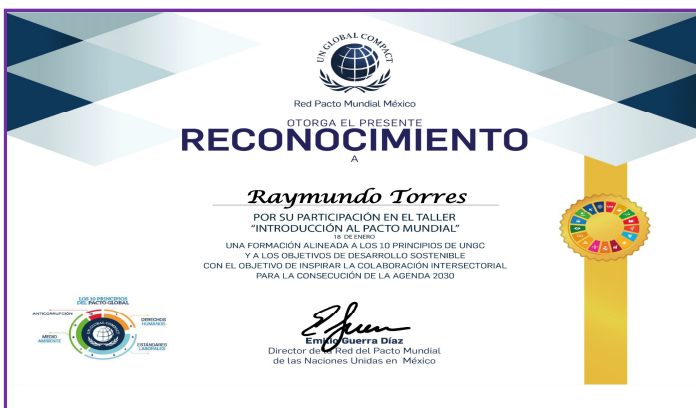 UN GLOBAL COMPACT
Red Pacto Mundial México
OTORGA EL PRESENTE
RECONOCIMIENTO
A
Raymundo Torres
POR SU PARTICIPACIÓN EN EL TALLER
"INTRODUCCIÓN AL PACTO MUNDIAL"
18 DE ENERO
UNA FORMACIÓN ALINEADA A LOS 10 PRINCIPIOS DE UNGC
Y A LOS OBJETIVOS DE DESARROLLO SOSTENIBLE
CON EL OBJETIVO DE INSPIRAR LA COLABORACIÓN INTERSECTORIAL
PARA LA CONSECUCIÓN DE LA AGENDA 2030
LOS 10 PRINCIPIOS
DEL PACTO GLOBAL
ANTICORRUPCIÓN
DERECHOS
HUMANOS
MEDIO
AMBIENTE
ESTÁNDARES
LABORALES
Emilio Guerra Díaz
Director de la Red del Pacto Mundial
de las Naciones Unidas en México